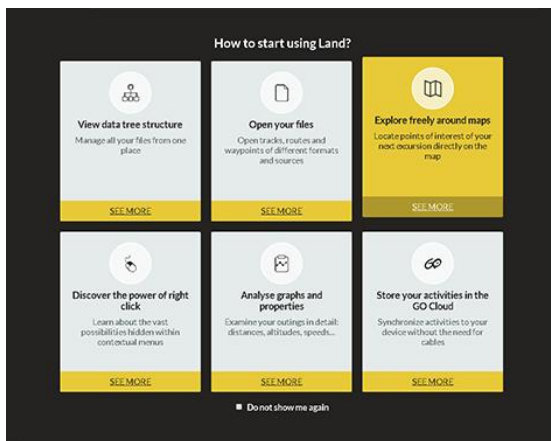 How to start using Land?
View data tree structure
Manage all your files from one
place
SEE MORE
Open your files
Open tracks, routes and
waypoints of different formats
and sources
SEE MORE
Explore freely around maps
Locate points of interest of your
next excursion directly on the
map
SEE MORE
Discover the power of right
click
Learn about the vast
possibilities hidden within
contextual menus
SEE MORE
Analyse graphs and
properties
Examine your outings in detail:
distances, altitudes, speeds...
SEE MORE
GO
Store your activities in the
GO Cloud
Synchronize activities to your
device without the need for
cables
SEE MORE
Do not show me again